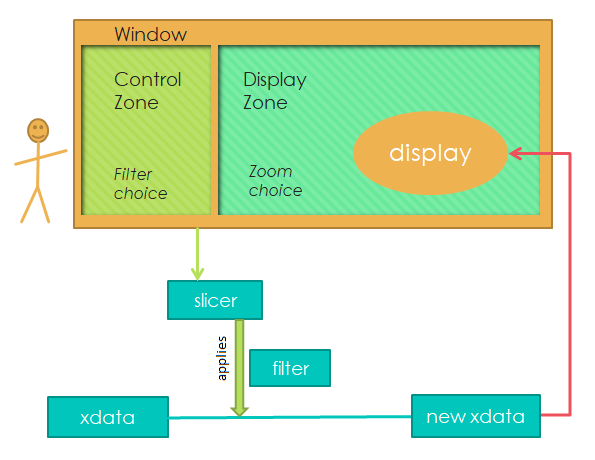 Window
Control
Zone
Filter
choice
Display
Zone
Zoom
choice
display
slicer
applies
filter
xdata
new xdata